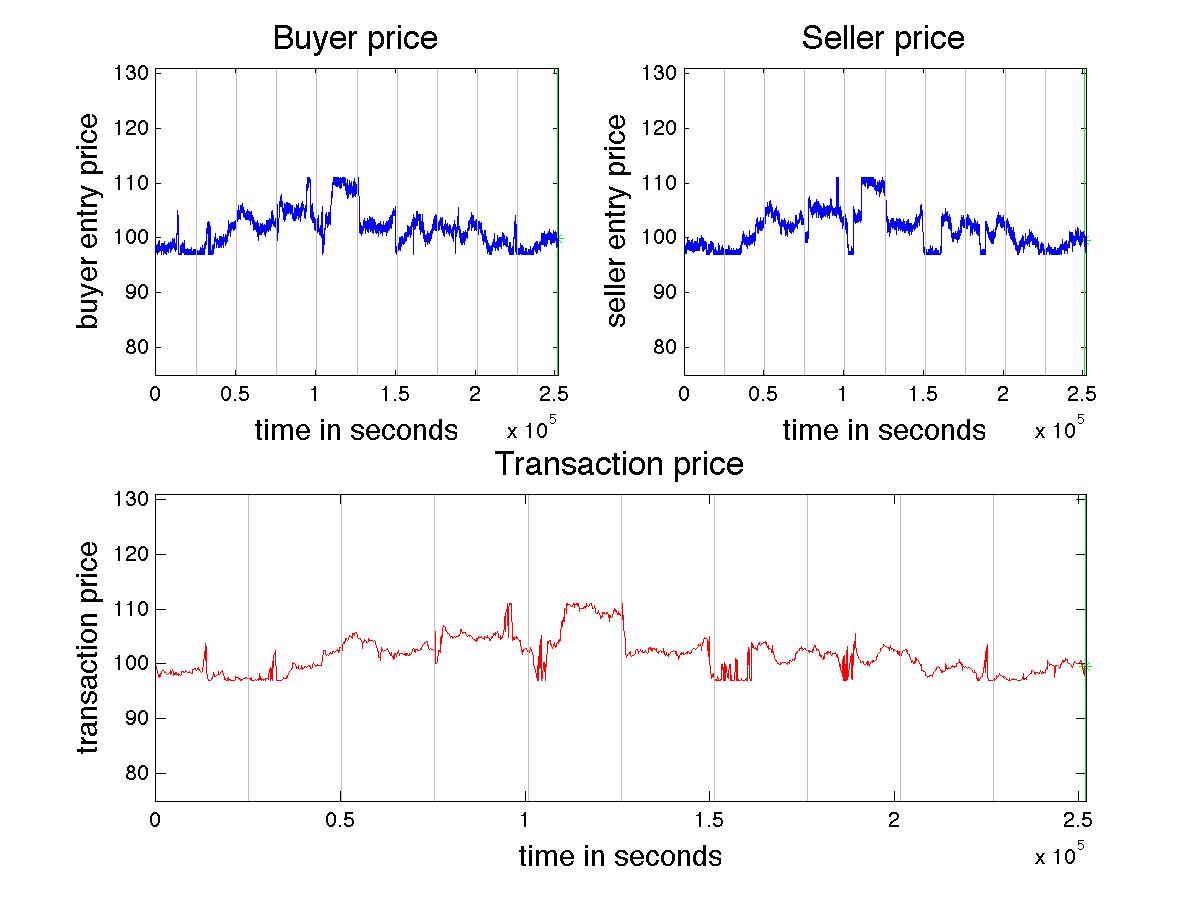 Buyer price
130
120
110
100
90
80
buyer entry price
0 0.5 1 1.5 2 2.5
time in seconds
x 10^5
Seller price
130
120
110
100
90
80
seller entry price
0 0.5 1 1.5 2 2.5
time in seconds
x 10^5
Transaction price
130
120
110
100
90
80
transaction price
0 0.5 1 1.5 2 2.5
time in seconds
x 10^5